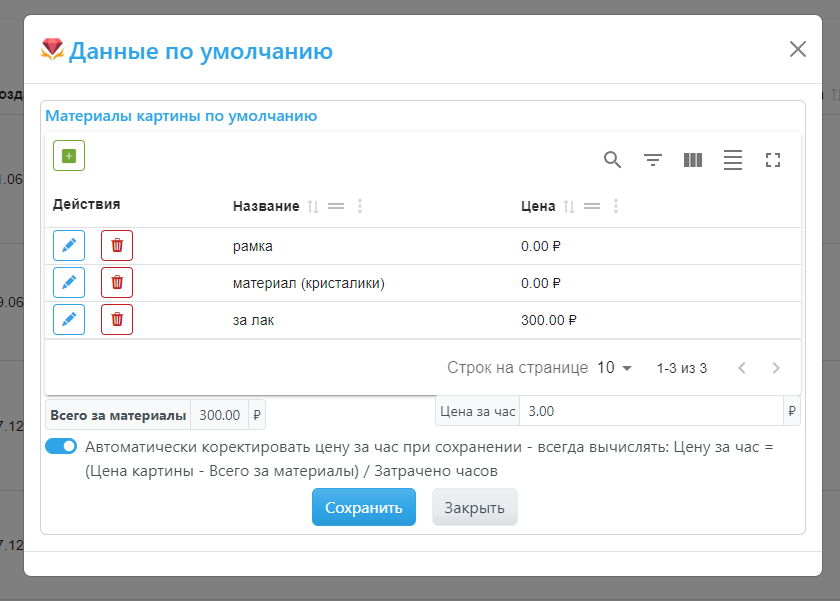 Данные по умолчанию
Материалы картины по умолчанию
Действия Название Цена
рамка 0.00 ₽
материал (кристалики) 0.00 ₽
за лак 300.00 ₽
Строк на странице 10 1-3 из 3
Всего за материалы 300.00 ₽ Цена за час 3.00 ₽
Автоматически коректировать цену за час при сохранении - всегда вычислять: Цену за час =
(Цена картины - Всего за материалы) / Затрачено часов
Сохранить Закрыть